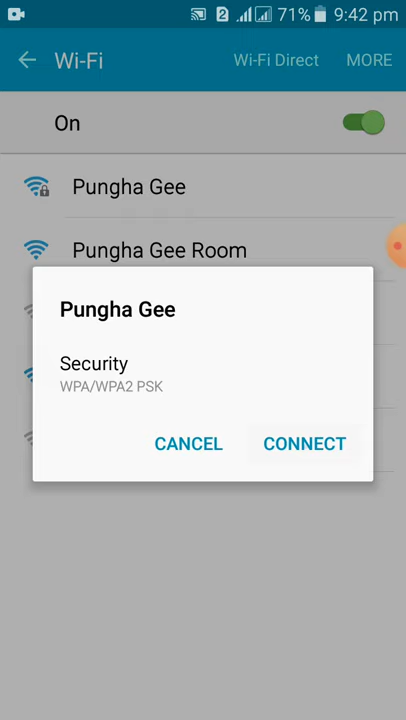 2 71% 9:42 pm
Wi-Fi Wi-Fi Direct MORE
On
Pungha Gee
Pungha Gee Room
Pungha Gee
Security
WPA/WPA2 PSK
CANCEL CONNECT